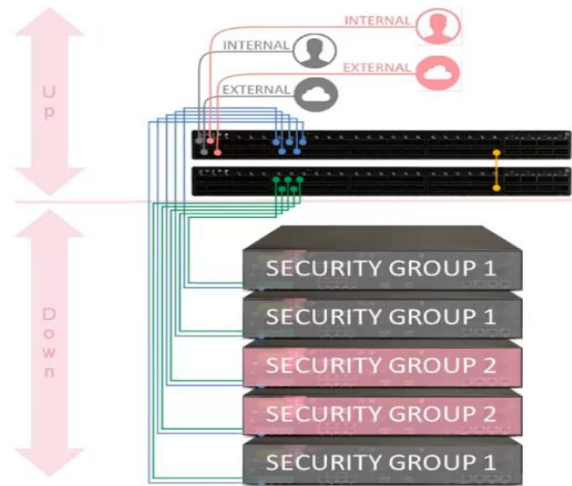 INTERNAL
INTERNAL
EXTERNAL
EXTERNAL
Up
Down
SECURITY GROUP 1
SECURITY GROUP 1
SECURITY GROUP 2
SECURITY GROUP 2
SECURITY GROUP 1